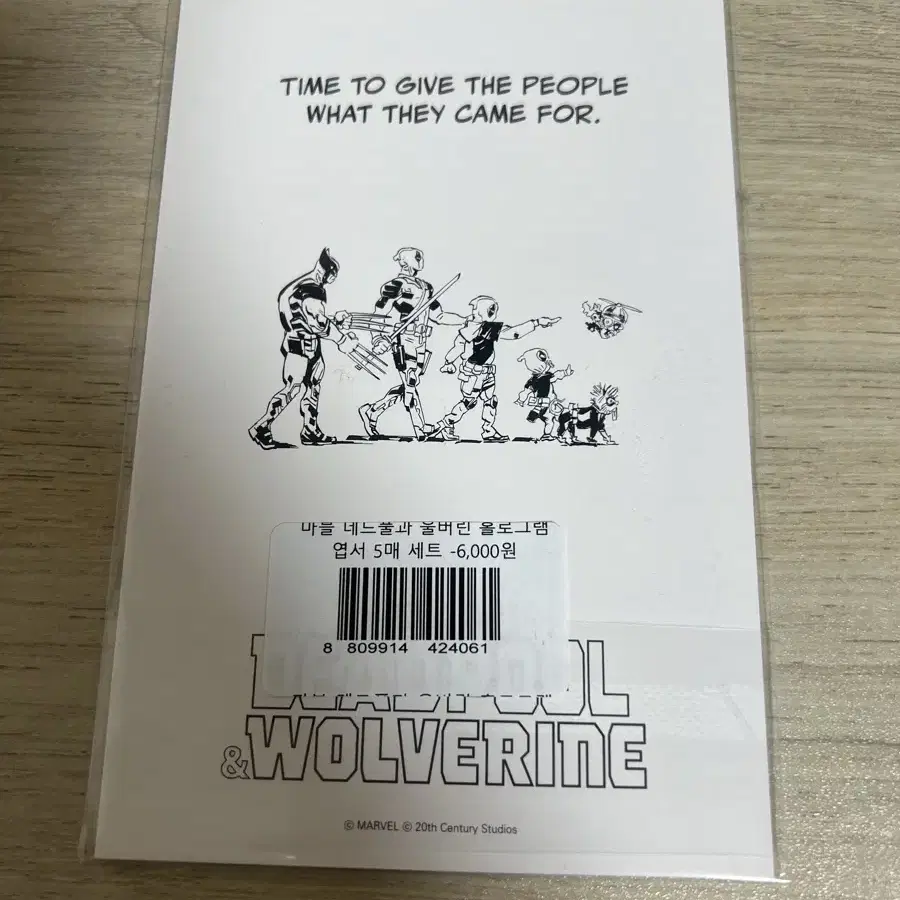 TIME TO GIVE THE PEOPLE
WHAT THEY CAME FOR.
마블 데드풀과 울버린 홀로그램
엽서 5매 세트 -6,000원
8 809914 424061
DEADPOOL
&WOLVERINE
© MARVEL © 20th Century Studios